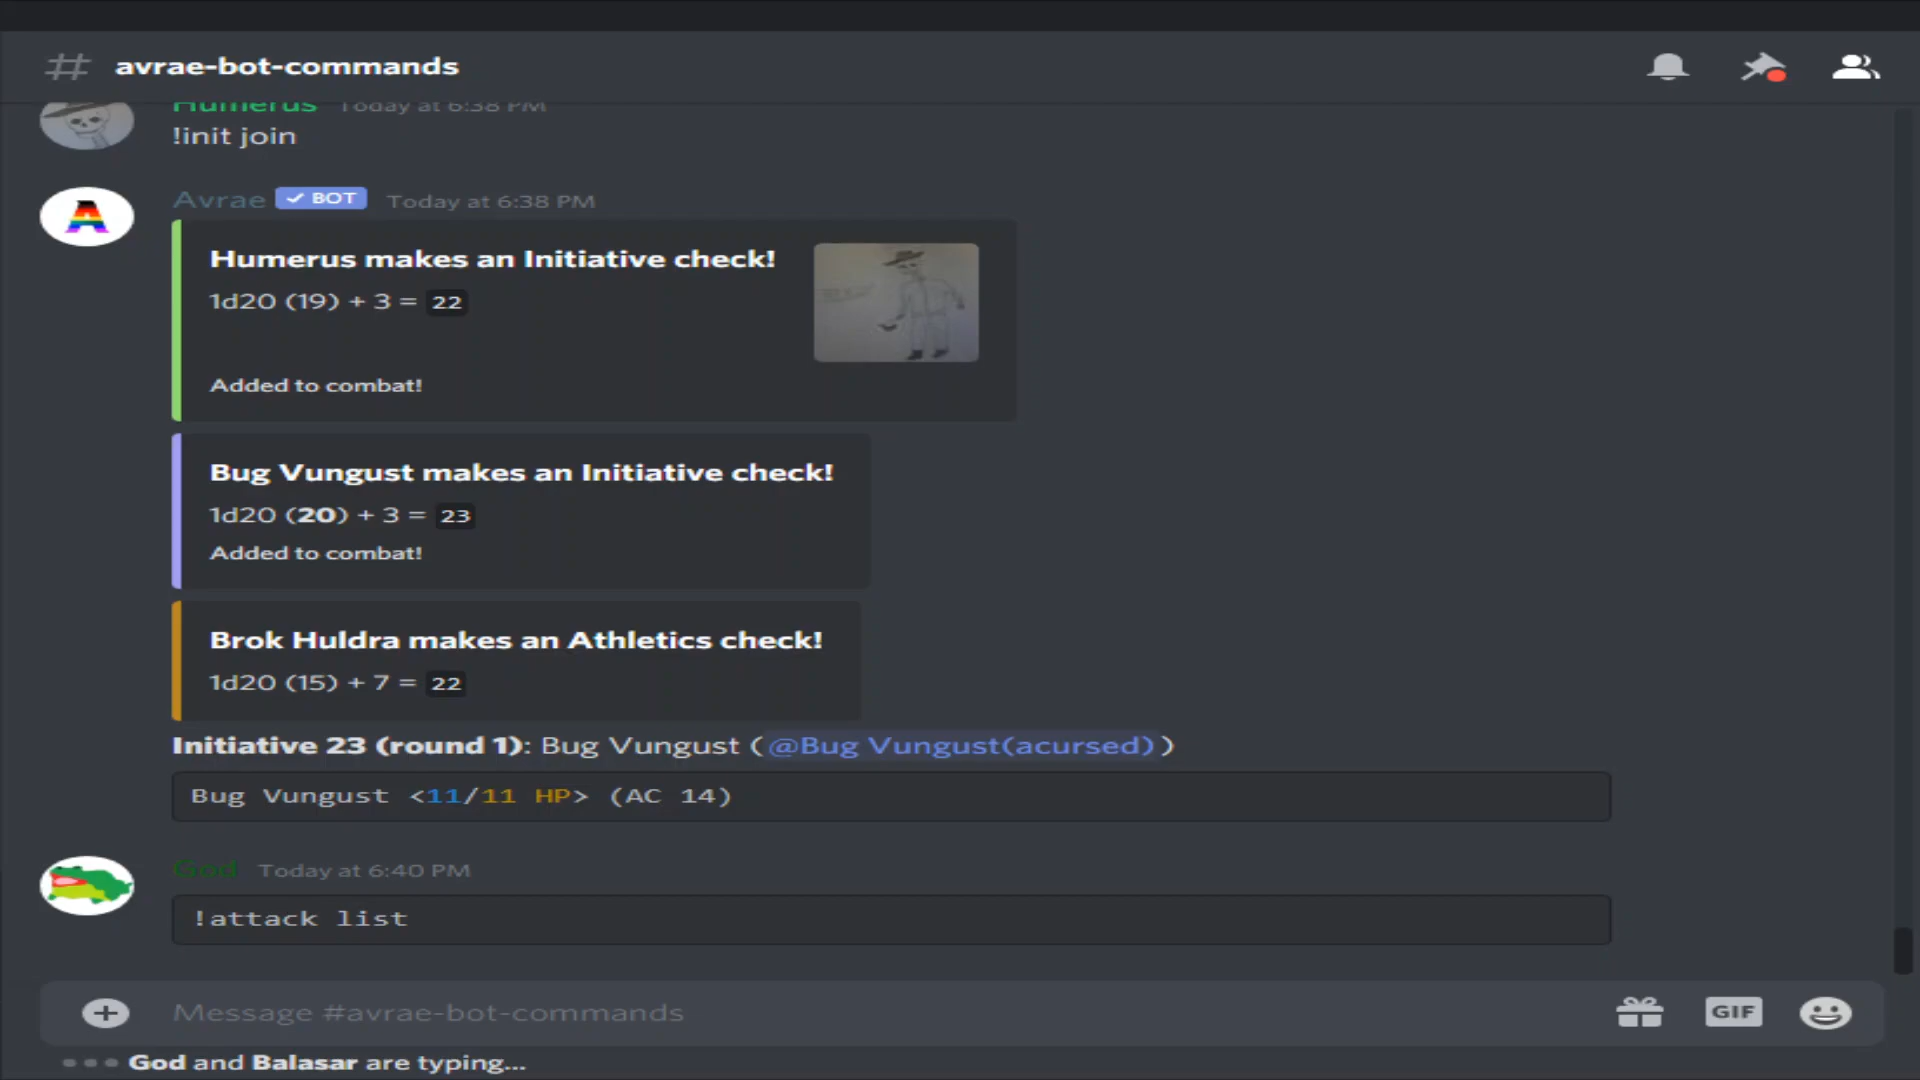 avrae-bot-commands
Humerus Today at 6:38 PM
!init join
Avrae BOT Today at 6:38 PM
Humerus makes an Initiative check!
1d20 (19) + 3 = 22
Added to combat!
Bug Vungust makes an Initiative check!
1d20 (20) + 3 = 23
Added to combat!
Brok Huldra makes an Athletics check!
1d20 (15) + 7 = 22
Initiative 23 (round 1): Bug Vungust (@Bug Vungust(acursed))
Bug Vungust <11/11 HP> (AC 14)
God Today at 6:40 PM
!attack list
Message #avrae-bot-commands
GIF
God and Balasar are typing...